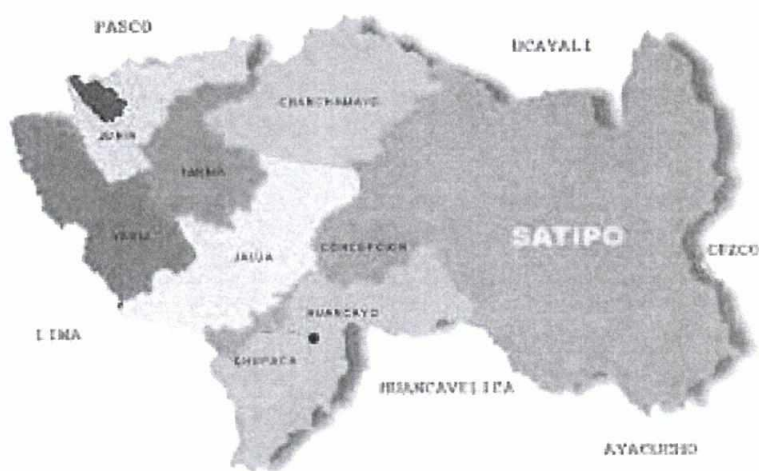 PASCO
UCAYALI
CHANCHAMAYO
JUNIN
TARMA
SATIPO
YAULI
JAUJA
CONCEPCION
CUZCO
HUANCAYO
LIMA
CHUPACA
HUANCAVELICA
AYACUCHO